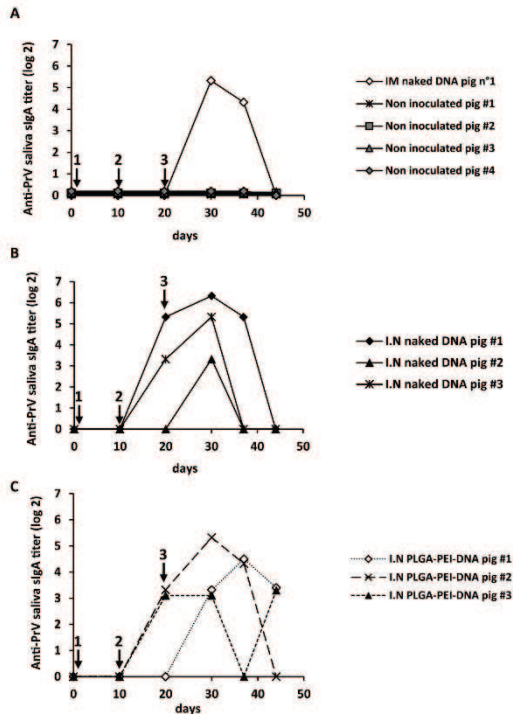 A
Anti-PrV saliva sIgA titer (log 2)
7
6
5
4
3
2
1
0
1
2
3
0
10
20
30
40
50
days
IM naked DNA pig n°1
Non inoculated pig #1
Non inoculated pig #2
Non inoculated pig #3
Non inoculated pig #4
B
Anti-PrV saliva sIgA titer (log 2)
7
6
5
4
3
2
1
0
1
2
3
0
10
20
30
40
50
days
I.N naked DNA pig #1
I.N naked DNA pig #2
I.N naked DNA pig #3
C
Anti-PrV saliva sIgA titer (log 2)
7
6
5
4
3
2
1
0
1
2
3
0
10
20
30
40
50
days
I.N PLGA-PEI-DNA pig #1
I.N PLGA-PEI-DNA pig #2
I.N PLGA-PEI-DNA pig #3